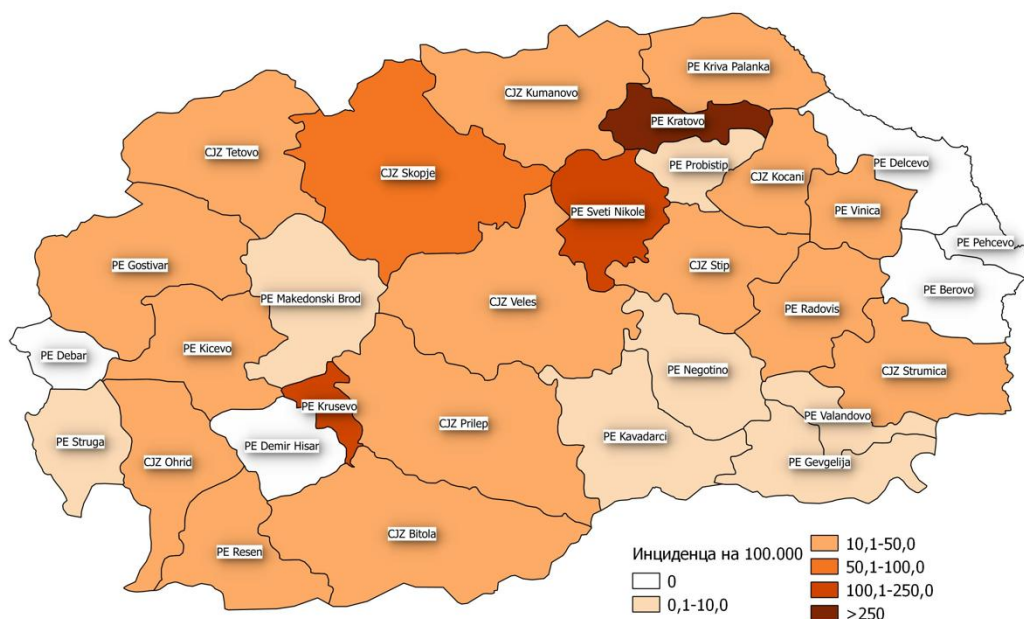 PE Kriva Palanka
CJZ Kumanovo
PE Kratovo
CJZ Tetovo
PE Probistip
PE Delcevo
CJZ Skopje
CJZ Kocani
PE Sveti Nikole
PE Vinica
PE Pehcevo
PE Gostivar
CJZ Stip
PE Berovo
PE Makedonski Brod
CJZ Veles
PE Radovis
PE Kicevo
PE Debar
PE Negotino
CJZ Strumica
PE Krusevo
PE Valandovo
CJZ Prilep
PE Kavadarci
PE Struga
PE Demir Hisar
CJZ Ohrid
PE Gevgelija
CJZ Bitola
PE Resen
Инциденца на 100.000
0
0,1-10,0
10,1-50,0
50,1-100,0
100,1-250,0
>250